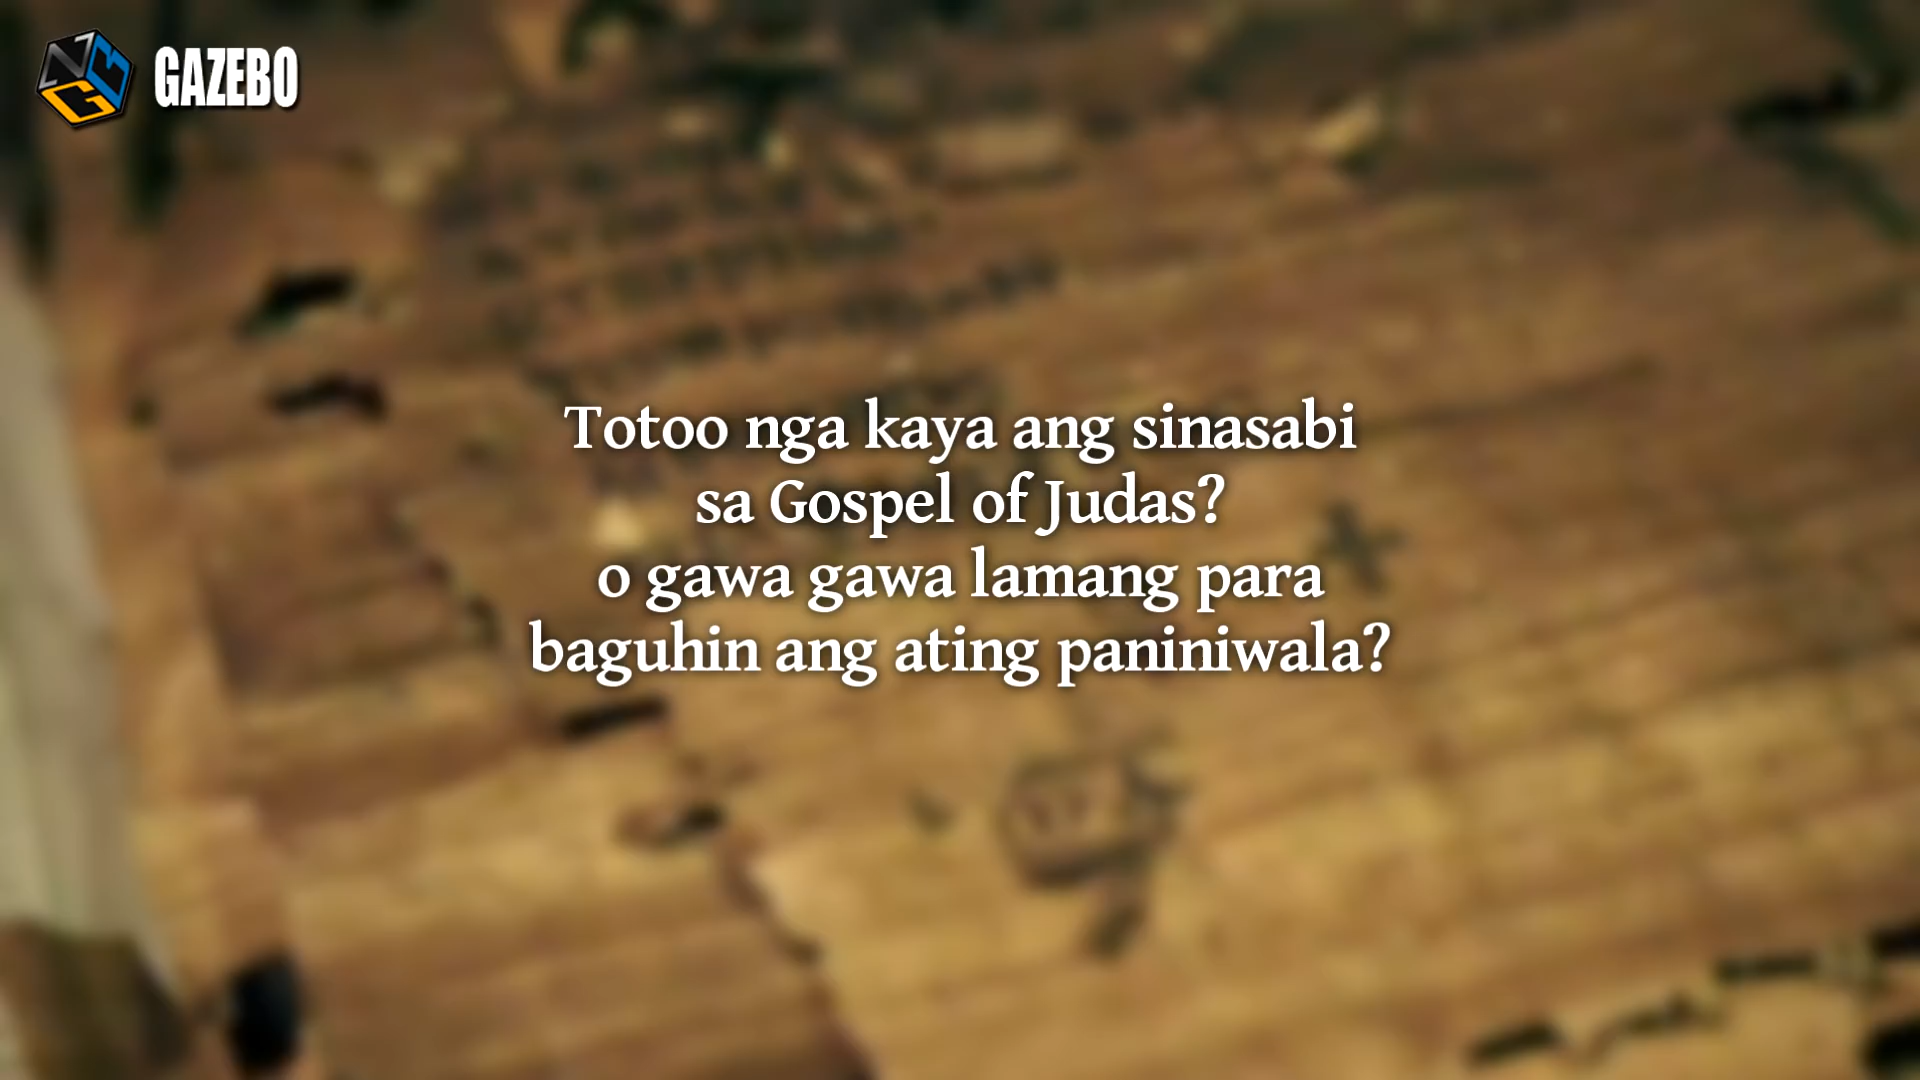 GAZEBO
Totoo nga kaya ang sinasabi
sa Gospel of Judas?
o gawa gawa lamang para
baguhin ang ating paniniwala?